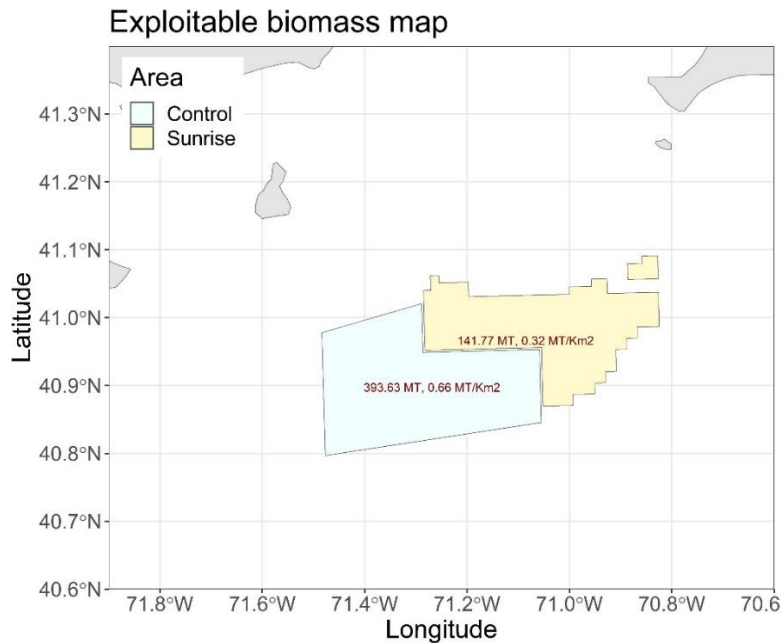 Exploitable biomass map
Area
Control
Sunrise
41.3°N
41.2°N
41.1°N
41.0°N
40.9°N
40.8°N
40.7°N
40.6°N
Latitude
141.77 MT, 0.32 MT/Km2
393.63 MT, 0.66 MT/Km2
71.8°W 71.6°W 71.4°W 71.2°W 71.0°W 70.8°W 70.6
Longitude